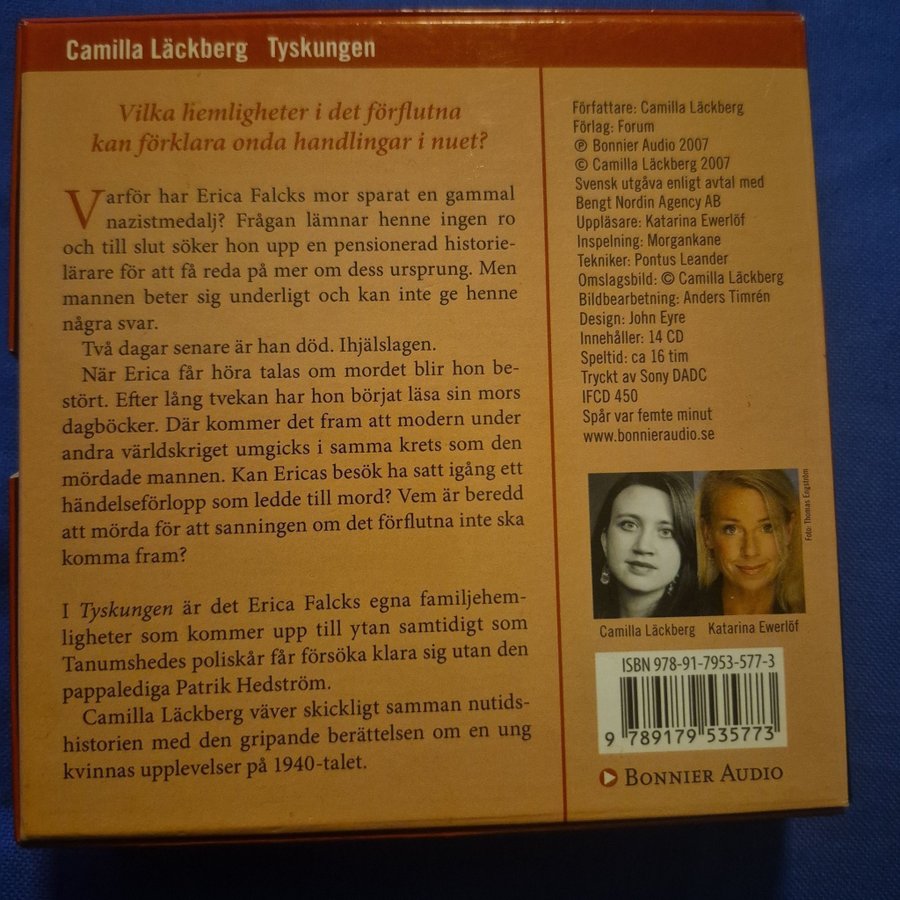 Camilla Läckberg Tyskungen
Vilka hemligheter i det förflutna
kan förklara onda handlingar i nuet?
Varför har Erica Falcks mor sparat en gammal
nazistmedalj? Frågan lämnar henne ingen ro
och till slut söker hon upp en pensionerad historie-
lärare för att få reda på mer om dess ursprung. Men
mannen beter sig underligt och kan inte ge henne
några svar.
Två dagar senare är han död. Ihjälslagen.
När Erica får höra talas om mordet blir hon be-
stört. Efter lång tvekan har hon börjat läsa sin mors
dagböcker. Där kommer det fram att modern under
andra världskriget umgicks i samma krets som den
mördade mannen. Kan Ericas besök ha satt igång ett
händelseförlopp som ledde till mord? Vem är beredd
att mörda för att sanningen om det förflutna inte ska
komma fram?
I Tyskungen är det Erica Falcks egna familjehem-
ligheter som kommer upp till ytan samtidigt som
Tanumshedes poliskår får försöka klara sig utan den
pappalediga Patrik Hedström.
Camilla Läckberg väver skickligt samman nutids-
historien med den gripande berättelsen om en ung
kvinnas upplevelser på 1940-talet.
Författare: Camilla Läckberg
Förlag: Forum
℗ Bonnier Audio 2007
© Camilla Läckberg 2007
Svensk utgåva enligt avtal med
Bengt Nordin Agency AB
Uppläsare: Katarina Ewerlöf
Inspelning: Morgankane
Tekniker: Pontus Leander
Omslagsbild: © Camilla Läckberg
Bildbearbetning: Anders Timrén
Design: John Eyre
Innehåller: 14 CD
Speltid: ca 16 tim
Tryckt av Sony DADC
IFCD 450
Spår var femte minut
www.bonnieraudio.se
Foto: Thomas Engström
Camilla Läckberg Katarina Ewerlöf
ISBN 978-91-7953-577-3
9 789179 535773
BONNIER AUDIO